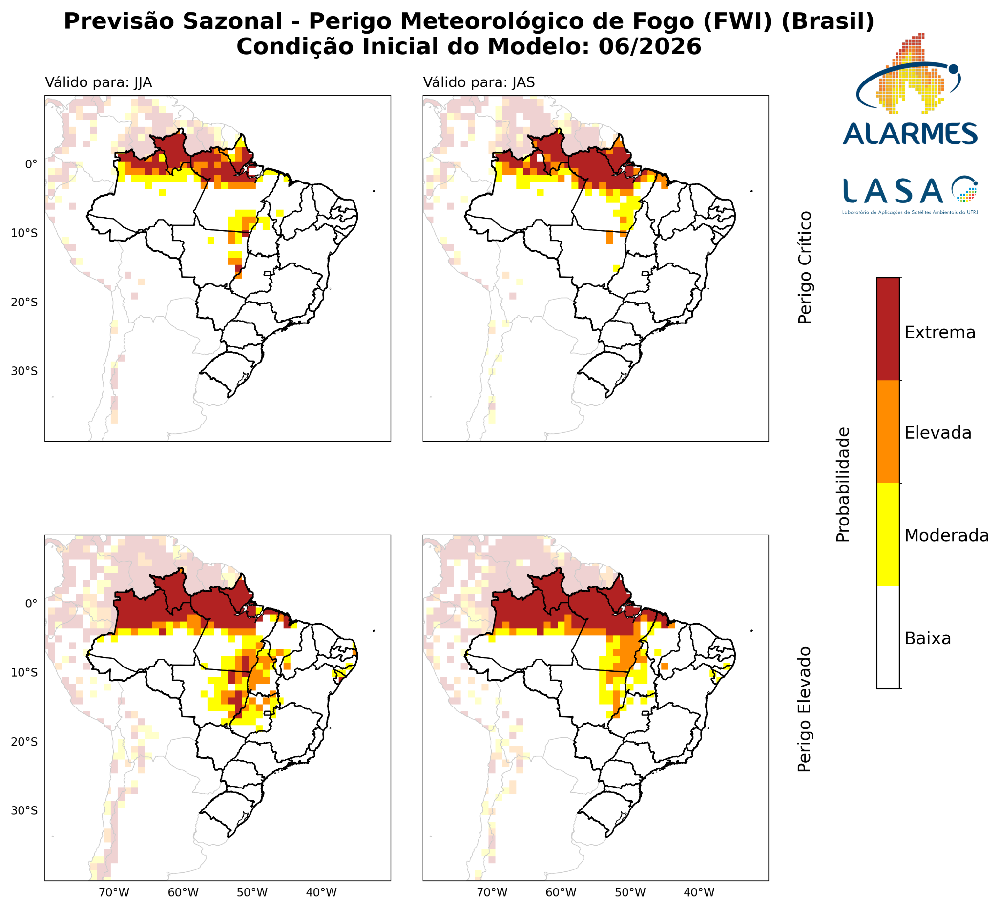 Previsão Sazonal - Perigo Meteorológico de Fogo (FWI) (Brasil)
Condição Inicial do Modelo: 06/2026
ALARMES
LASA
Laboratório de Aplicações de Satélites Ambientais da UFRJ
Válido para: JJA
Válido para: JAS
0°
10°S
20°S
30°S
Perigo Crítico
0°
10°S
20°S
30°S
70°W 60°W 50°W 40°W
70°W 60°W 50°W 40°W
Perigo Elevado
Probabilidade
Extrema
Elevada
Moderada
Baixa